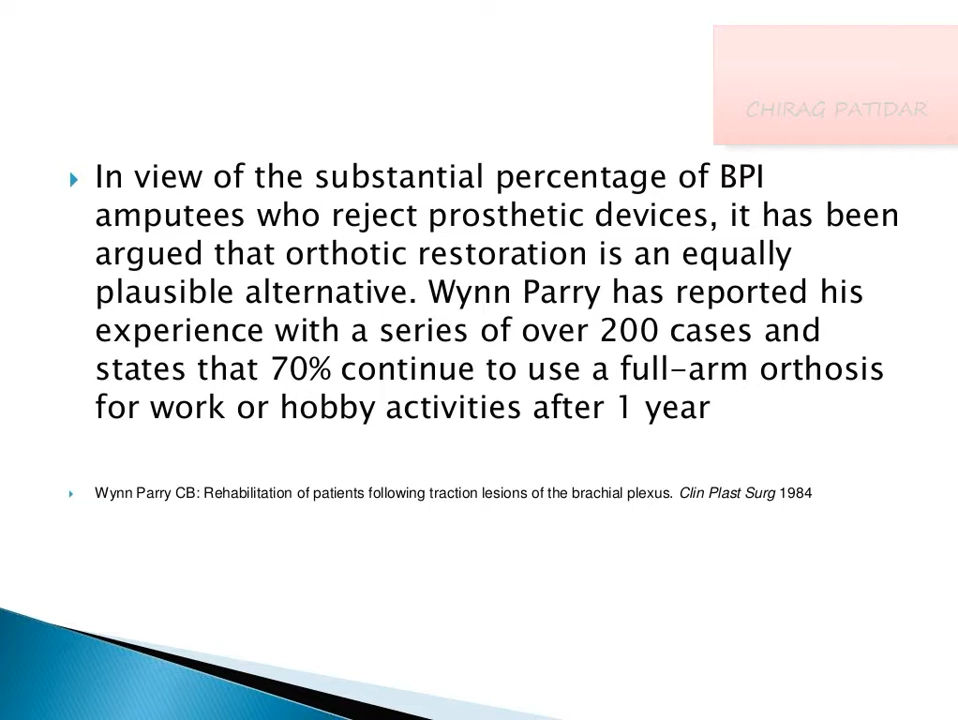 CHIRAG PATIDAR
In view of the substantial percentage of BPI
amputees who reject prosthetic devices, it has been
argued that orthotic restoration is an equally
plausible alternative. Wynn Parry has reported his
experience with a series of over 200 cases and
states that 70% continue to use a full-arm orthosis
for work or hobby activities after 1 year
Wynn Parry CB: Rehabilitation of patients following traction lesions of the brachial plexus. Clin Plast Surg 1984